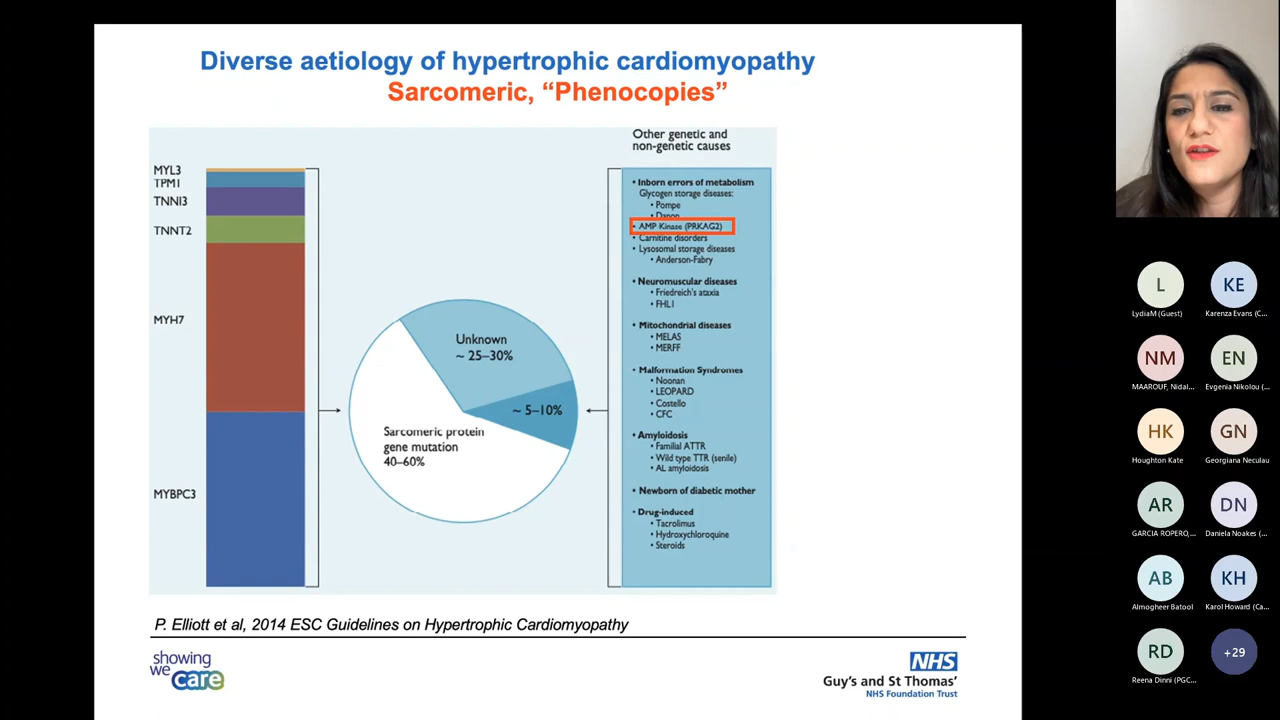 Diverse aetiology of hypertrophic cardiomyopathy
Sarcomeric, “Phenocopies”
MYL3
TPM1
TNNI3
TNNT2
MYH7
MYBPC3
Unknown
~ 25–30%
~ 5–10%
Sarcomeric protein
gene mutation
40–60%
Other genetic and
non-genetic causes
• Inborn errors of metabolism
Glycogen storage diseases:
• Pompe
• Danon
• AMP Kinase (PRKAG2)
• Carnitine disorders
• Lysosomal storage diseases
• Anderson-Fabry
• Neuromuscular diseases
• Friedreich's ataxia
• FHL1
• Mitochondrial diseases
• MELAS
• MERFF
• Malformation Syndromes
• Noonan
• LEOPARD
• Costello
• CFC
• Amyloidosis
• Familial ATTR
• Wild type TTR (senile)
• AL amyloidosis
• Newborn of diabetic mother
• Drug-induced
• Tacrolimus
• Hydroxychloroquine
• Steroids
P. Elliott et al, 2014 ESC Guidelines on Hypertrophic Cardiomyopathy
showing
we
care
NHS
Guy's and St Thomas'
NHS Foundation Trust
L
LydiaM (Guest)
KE
Karenza Evans (C...
NM
MAAROUF, Nidal...
EN
Evgenia Nikolou (...
HK
Houghton Kate
GN
Georgiana Neculau
AR
GARCIA ROPERO,...
DN
Daniela Noakes (...
AB
Almogheer Batool
KH
Karol Howard (Ca...
RD
Reena Dinni (PGC...
+29